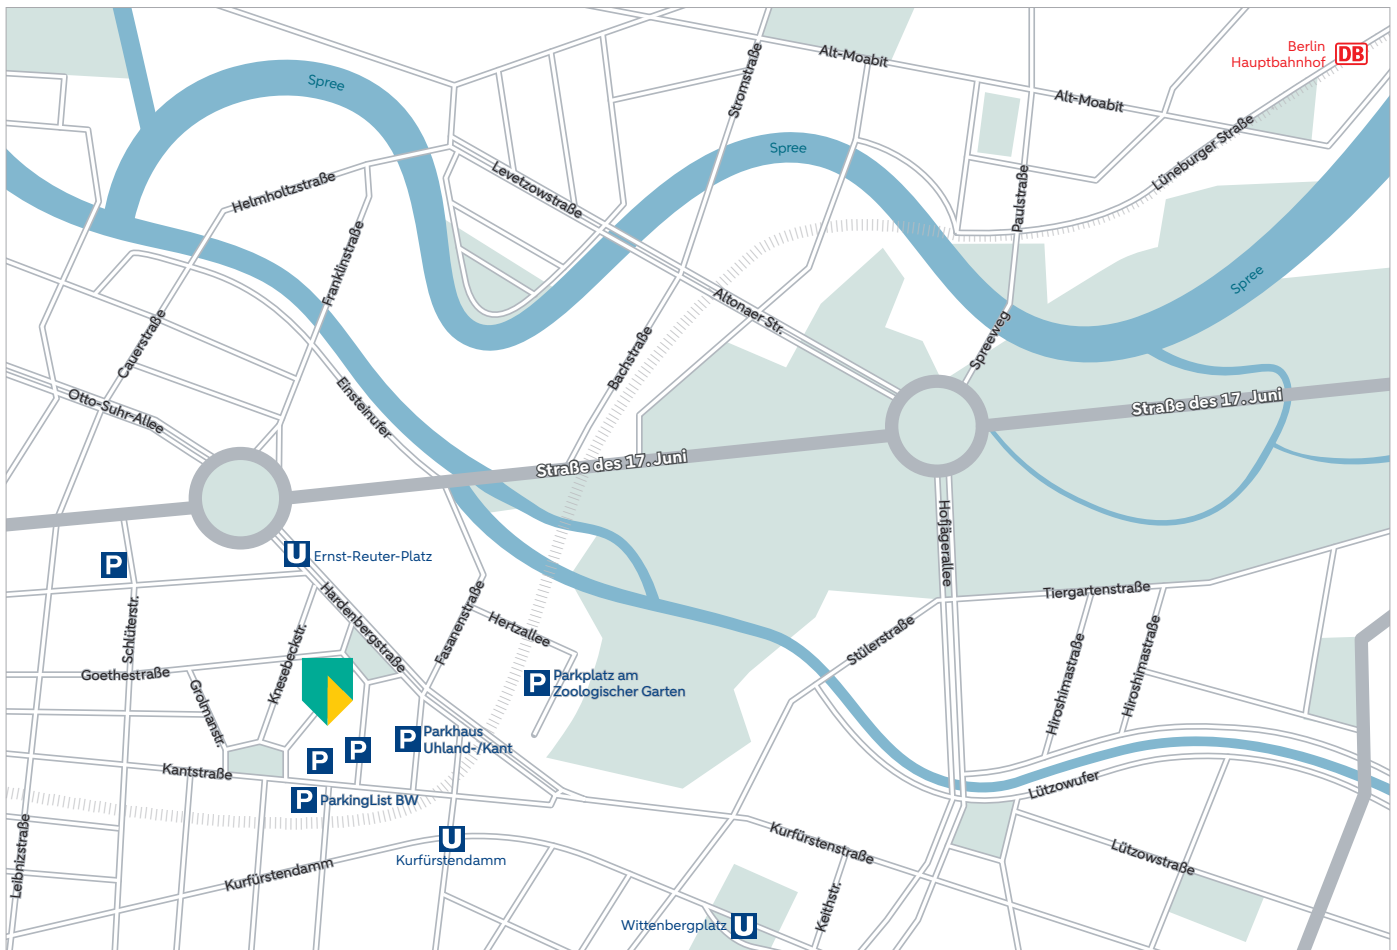 Alt-Moabit
Berlin
Hauptbahnhof
DB
Spree
Stromstraße
Alt-Moabit
Lüneburger Straße
Spree
Levetzowstraße
Helmholtzstraße
Paulstraße
Franklinstraße
Spree
Altonaer Str.
Cauerstraße
Bachstraße
Spreeweg
Otto-Suhr-Allee
Einsteinufer
Straße des 17. Juni
Straße des 17. Juni
Hofjägerallee
P
U
Ernst-Reuter-Platz
Schlüterstr.
Hardenbergstraße
Fasanenstraße
Hertzallee
Tiergartenstraße
Stülerstraße
Hiroshimastraße
Hiroshimastraße
Goethestraße
Knesebeckstr.
Grolmanstr.
P
Parkplatz am
Zoologischer Garten
P
Parkhaus
Uhland-/Kant
P
P
Kantstraße
P
ParkingList BW
Lützowufer
U
Kurfürstendamm
Kurfürstenstraße
Lützowstraße
Leibnizstraße
Kurfürstendamm
Keithstr.
Wittenbergplatz
U